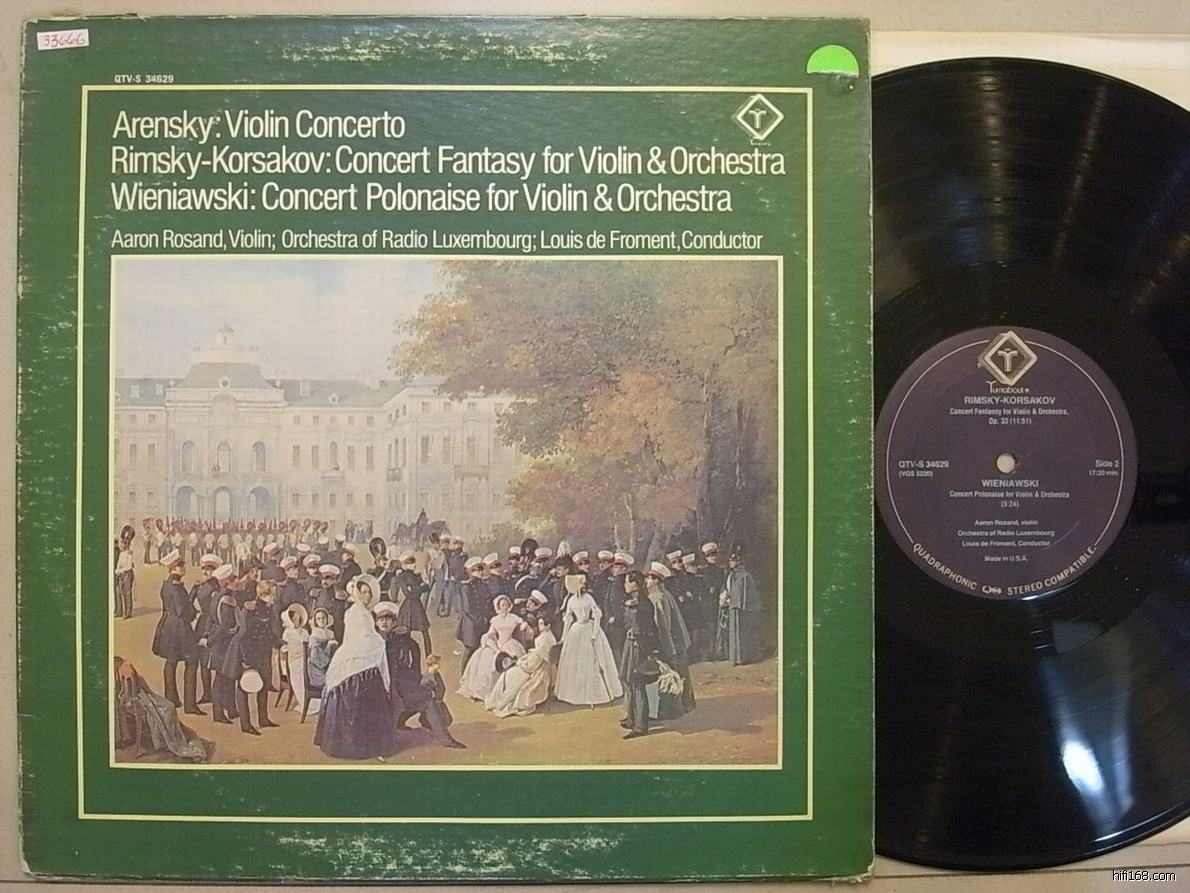 33666
QTV-S 34629
Arensky: Violin Concerto
Rimsky-Korsakov: Concert Fantasy for Violin & Orchestra
Wieniawski: Concert Polonaise for Violin & Orchestra
Aaron Rosand, Violin; Orchestra of Radio Luxembourg; Louis de Froment, Conductor
Turnabout
RIMSKY-KORSAKOV
Concert Fantasy for Violin & Orchestra,
Op. 33 (11:51)
QTV-S 34629
(VQS 5220)
Side 2
17:20 min.
WIENIAWSKI
Concert Polonaise for Violin & Orchestra
(5:24)
Aaron Rosand, violin
Orchestra of Radio Luxembourg
Louis de Froment, Conductor
Made in U.S.A.
QUADRAPHONIC QS STEREO COMPATIBLE.
hifi168.com